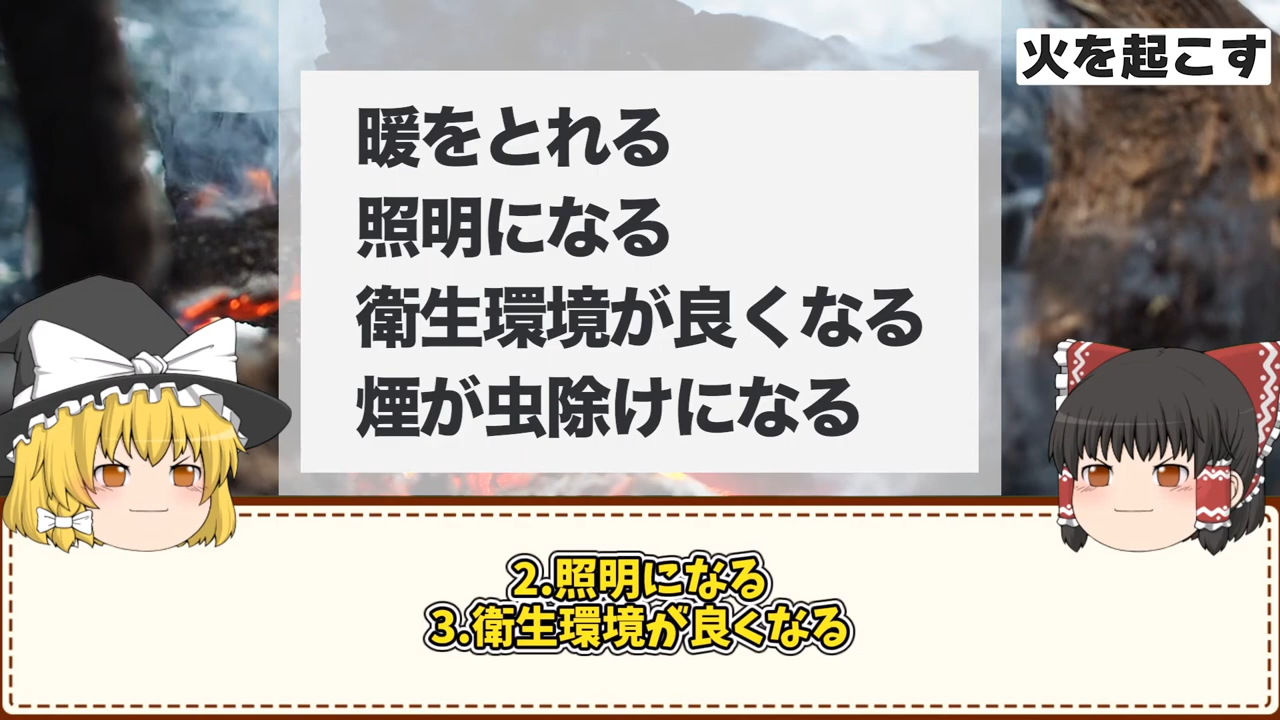 火を起こす
暖をとれる
照明になる
衛生環境が良くなる
煙が虫除けになる
2.照明になる
3.衛生環境が良くなる